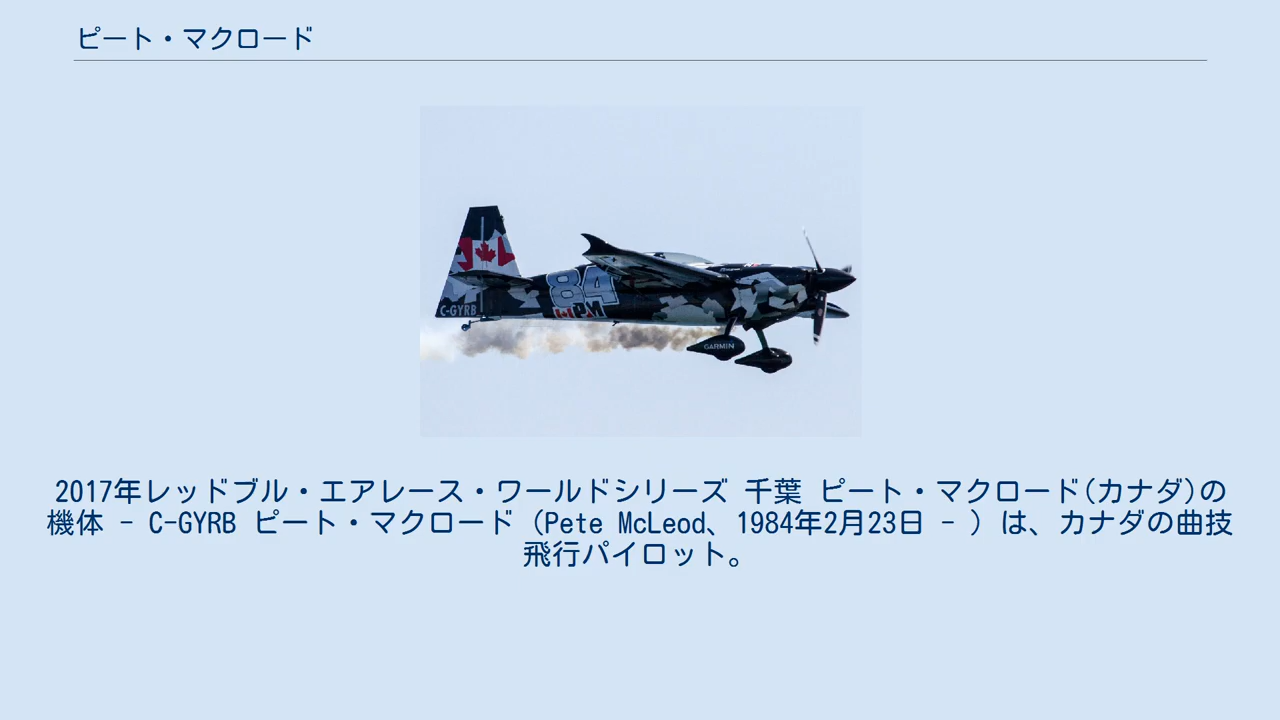 ピート・マクロード
84
PM
C-GYRB
GARMIN
2017年レッドブル・エアレース・ワールドシリーズ 千葉 ピート・マクロード(カナダ)の
機体 - C-GYRB ピート・マクロード（Pete McLeod、1984年2月23日 - ）は、カナダの曲技
飛行パイロット。